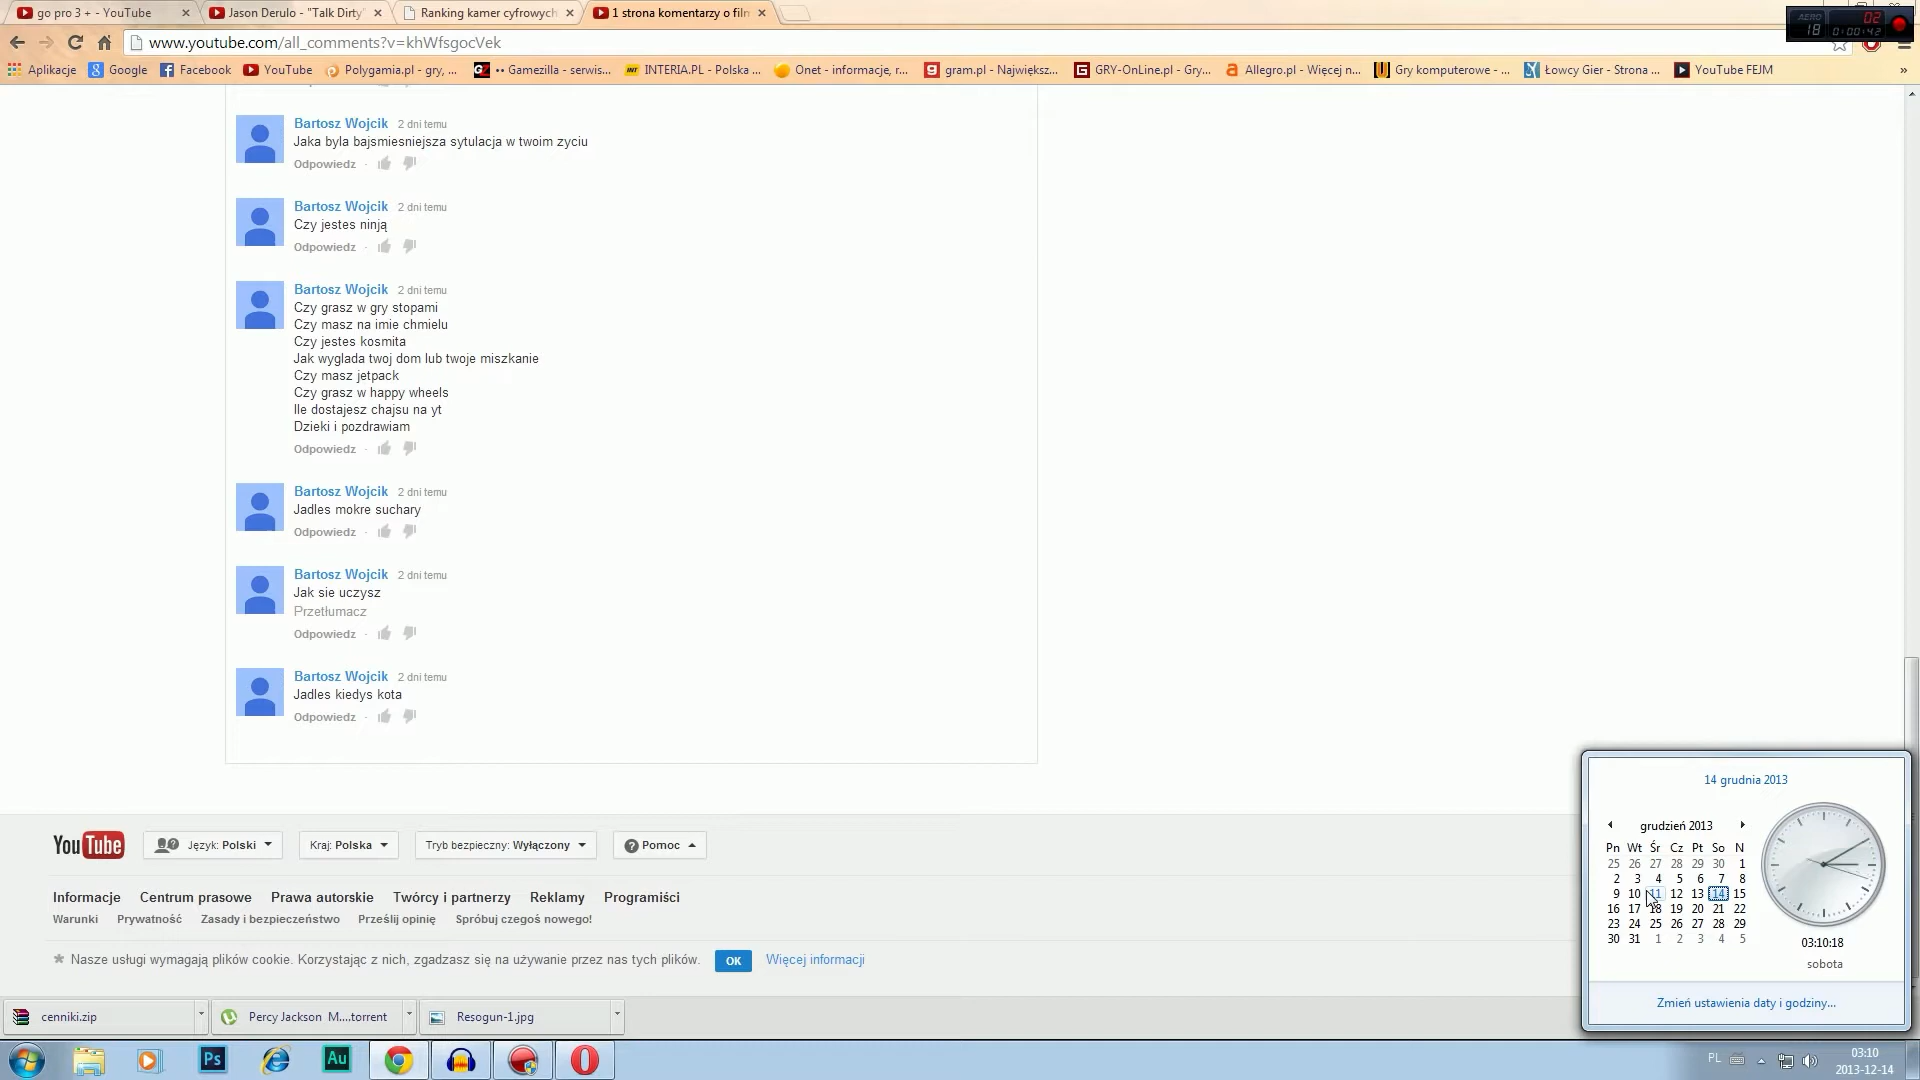 go pro 3 + - YouTube
Jason Derulo - "Talk Dirty"
Ranking kamer cyfrowych
1 strona komentarzy o film
AERO
18
02
0:00:42
www.youtube.com/all_comments?v=khWfsgocVek
Aplikacje
Google
Facebook
YouTube
Polygamia.pl - gry, ...
•• Gamezilla - serwis...
INT
INTERIA.PL - Polska ...
Onet - informacje, r...
gram.pl - Największ...
GRY-OnLine.pl - Gry...
Allegro.pl - Więcej n...
Gry komputerowe - ...
Łowcy Gier - Strona ...
YouTube FEJM
»
Bartosz Wojcik 2 dni temu
Jaka byla bajsmiesniejsza sytulacja w twoim zyciu
Odpowiedz ·
Bartosz Wojcik 2 dni temu
Czy jestes ninją
Odpowiedz ·
Bartosz Wojcik 2 dni temu
Czy grasz w gry stopami
Czy masz na imie chmielu
Czy jestes kosmita
Jak wyglada twoj dom lub twoje miszkanie
Czy masz jetpack
Czy grasz w happy wheels
Ile dostajesz chajsu na yt
Dzieki i pozdrawiam
Odpowiedz ·
Bartosz Wojcik 2 dni temu
Jadles mokre suchary
Odpowiedz ·
Bartosz Wojcik 2 dni temu
Jak sie uczysz
Przetłumacz
Odpowiedz ·
Bartosz Wojcik 2 dni temu
Jadles kiedys kota
Odpowiedz ·
YouTube
Język: Polski
Kraj: Polska
Tryb bezpieczny: Wyłączony
Pomoc
Informacje Centrum prasowe Prawa autorskie Twórcy i partnerzy Reklamy Programiści
Warunki Prywatność Zasady i bezpieczeństwo Prześlij opinię Spróbuj czegoś nowego!
Nasze usługi wymagają plików cookie. Korzystając z nich, zgadzasz się na używanie przez nas tych plików. OK Więcej informacji
14 grudnia 2013
grudzień 2013
Pn Wt Śr Cz Pt So N
25 26 27 28 29 30 1
2 3 4 5 6 7 8
9 10 11 12 13 14 15
16 17 18 19 20 21 22
23 24 25 26 27 28 29
30 31 1 2 3 4 5
03:10:18
sobota
Zmień ustawienia daty i godziny...
cenniki.zip
Percy Jackson M....torrent
Resogun-1.jpg
Ps
Au
PL
03:10
2013-12-14